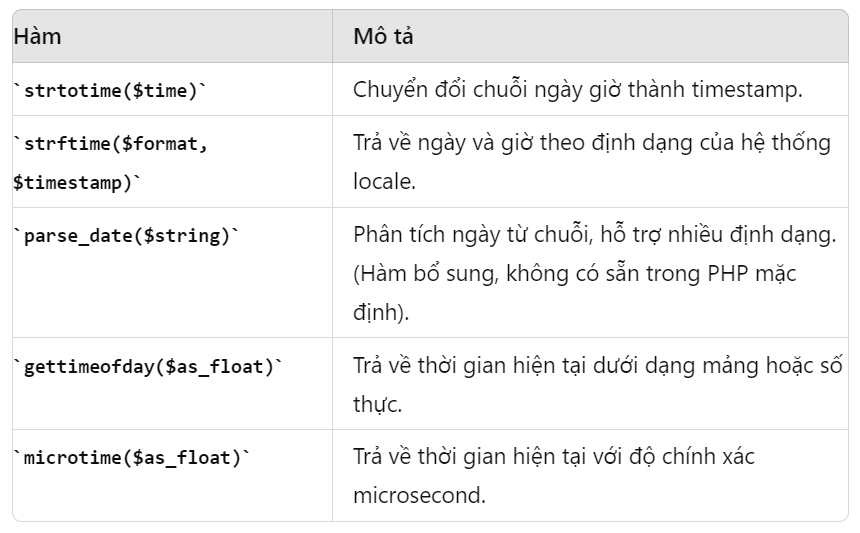 Hàm Mô tả
`strtotime($time)` Chuyển đổi chuỗi ngày giờ thành timestamp.
`strftime($format, $timestamp)` Trả về ngày và giờ theo định dạng của hệ thống
locale.
`parse_date($string)` Phân tích ngày từ chuỗi, hỗ trợ nhiều định dạng.
(Hàm bổ sung, không có sẵn trong PHP mặc
định).
`gettimeofday($as_float)` Trả về thời gian hiện tại dưới dạng mảng hoặc số
thực.
`microtime($as_float)` Trả về thời gian hiện tại với độ chính xác
microsecond.